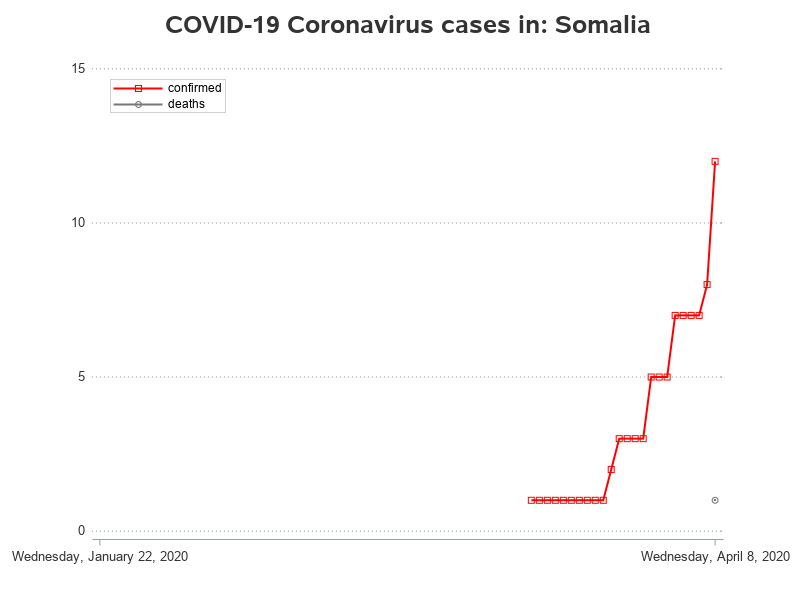 COVID-19 Coronavirus cases in: Somalia
15
confirmed
deaths
10
5
0
Wednesday, January 22, 2020
Wednesday, April 8, 2020